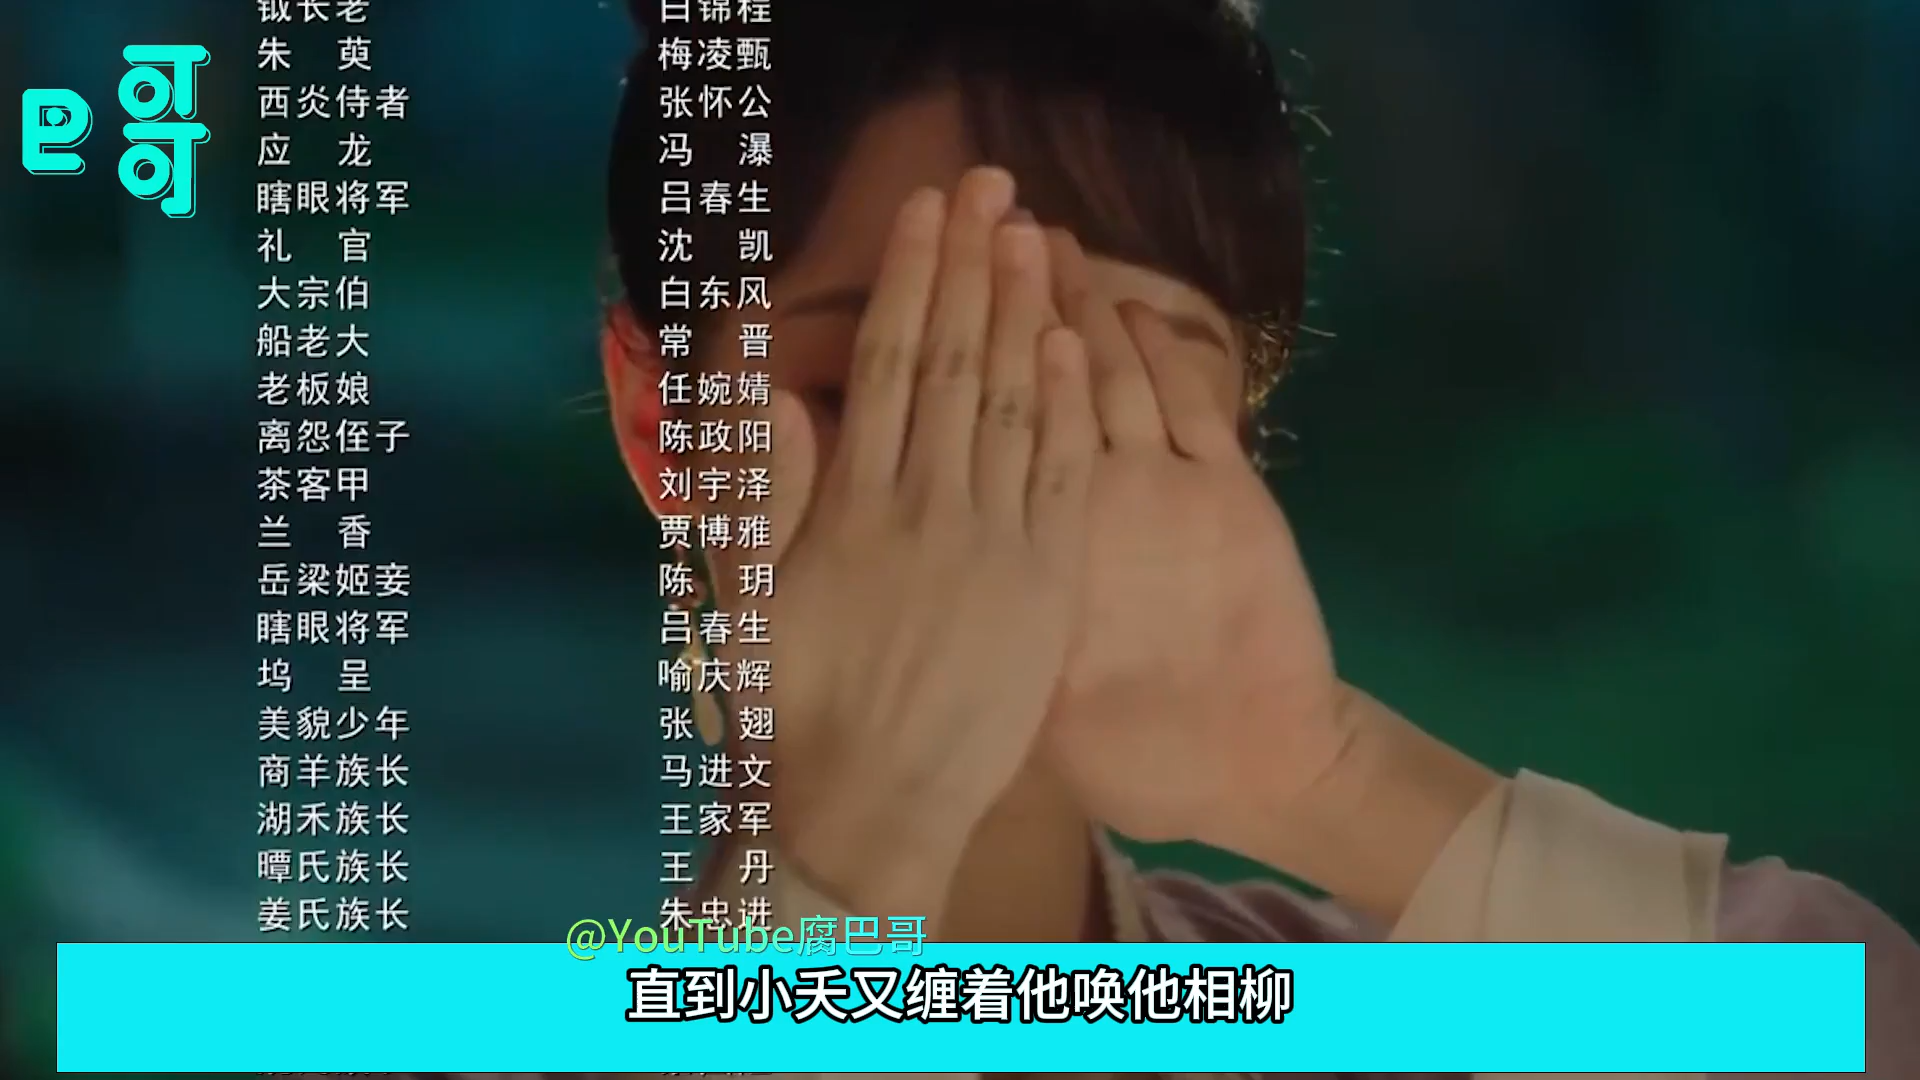 巴哥
钺长老 白锦程
朱萸 梅凌甄
西炎侍者 张怀公
应龙 冯瀑
瞎眼将军 吕春生
礼官 沈凯
大宗伯 白东风
船老大 常晋
老板娘 任婉婧
离怨侄子 陈政阳
茶客甲 刘宇泽
兰香 贾博雅
岳梁姬妾 陈玥
瞎眼将军 吕春生
坞呈 喻庆辉
美貌少年 张翅
商羊族长 马进文
湖禾族长 王家军
曋氏族长 王丹
姜氏族长 朱忠进
@YouTube腐巴哥
直到小夭又缠着他唤他相柳